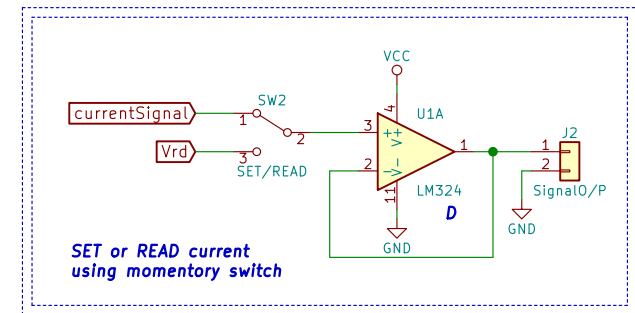 VCC
SW2
U1A
currentSignal
1
4
2
3
+
V+
1
J2
1
Vrd
3
2
-
V-
2
SET/READ
11
LM324
SignalO/P
D
GND
GND
SET or READ current
using momentory switch